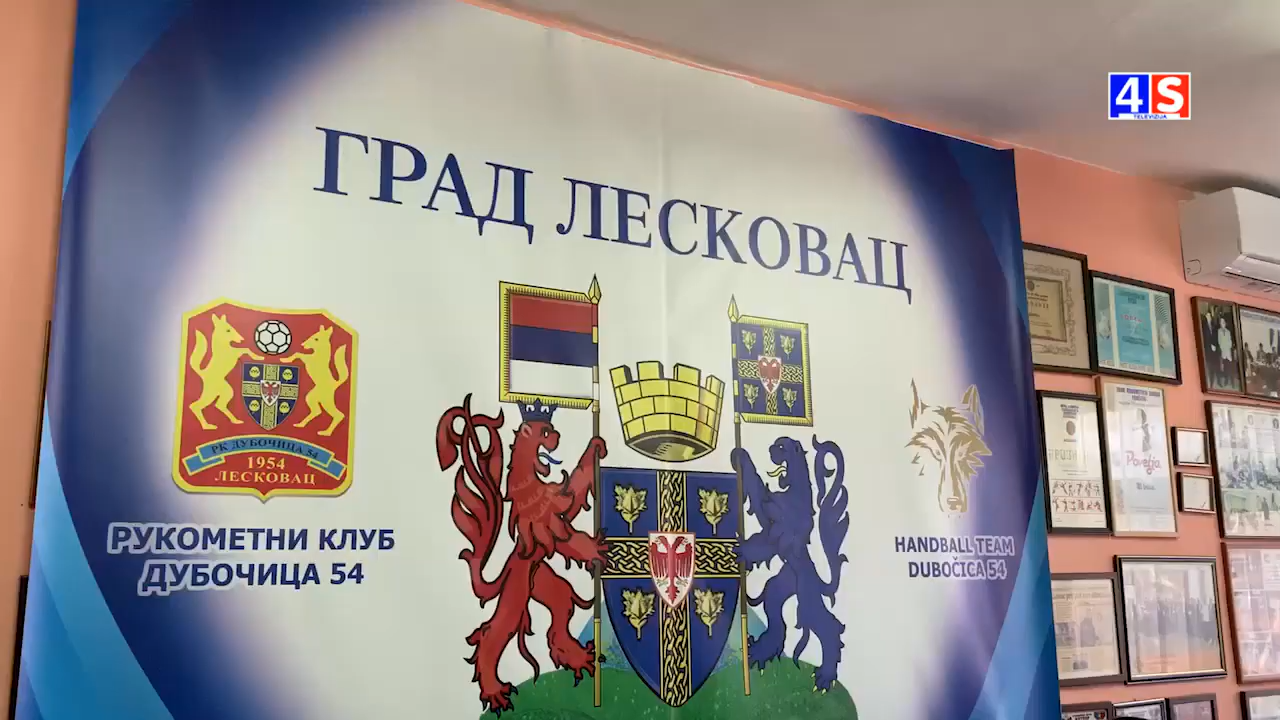 4S
TELEVIZIJA
ГРАД ЛЕСКОВАЦ
РК ДУБОЧИЦА 54
1954
ЛЕСКОВАЦ
РУКОМЕТНИ КЛУБ
ДУБОЧИЦА 54
HANDBALL TEAM
DUBOČICA 54
Povelja